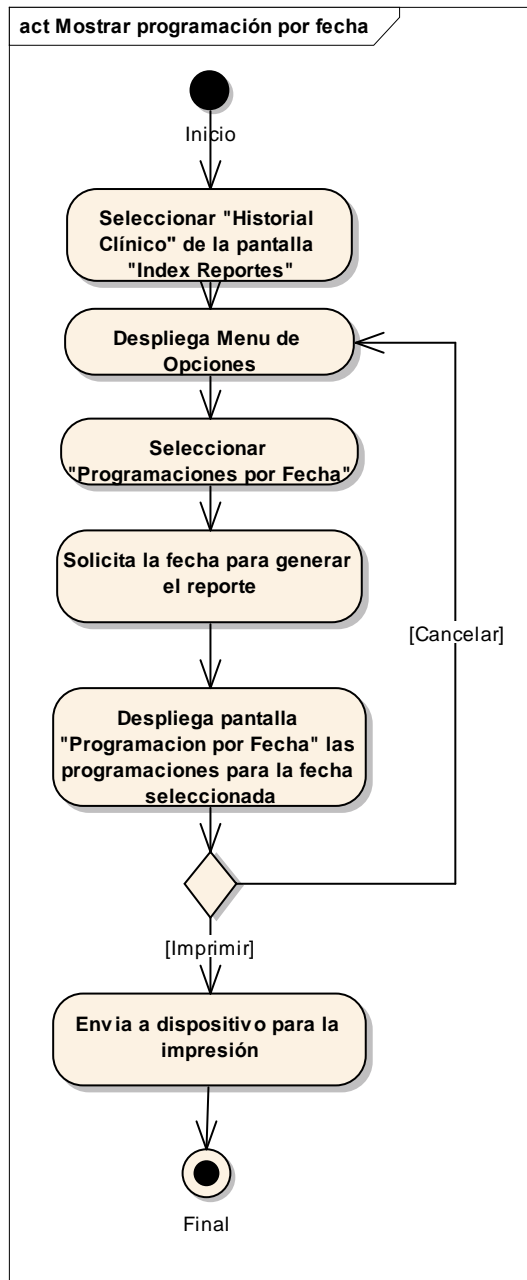 act Mostrar programación por fecha
Inicio
Seleccionar "Historial
Clínico" de la pantalla
"Index Reportes"
Despliega Menu de
Opciones
Seleccionar
"Programaciones por Fecha"
Solicita la fecha para generar
el reporte
[Cancelar]
Despliega pantalla
"Programacion por Fecha" las
programaciones para la fecha
seleccionada
[Imprimir]
Envia a dispositivo para la
impresión
Final